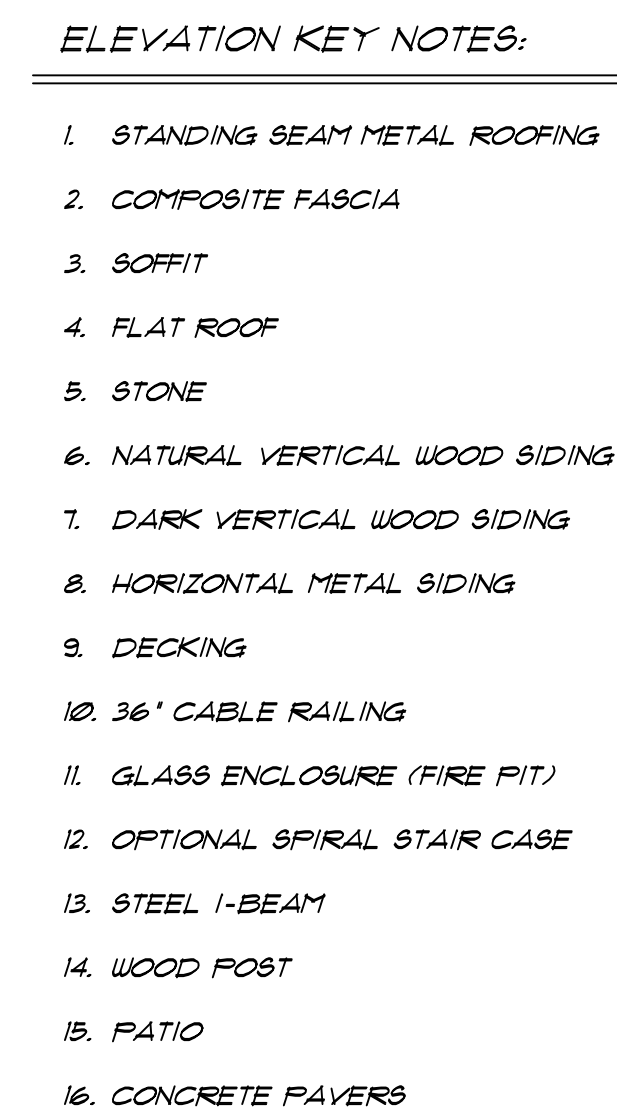 ELEVATION KEY NOTES:
1. STANDING SEAM METAL ROOFING
2. COMPOSITE FASCIA
3. SOFFIT
4. FLAT ROOF
5. STONE
6. NATURAL VERTICAL WOOD SIDING
7. DARK VERTICAL WOOD SIDING
8. HORIZONTAL METAL SIDING
9. DECKING
10. 36" CABLE RAILING
11. GLASS ENCLOSURE (FIRE PIT)
12. OPTIONAL SPIRAL STAIR CASE
13. STEEL I-BEAM
14. WOOD POST
15. PATIO
16. CONCRETE PAVERS